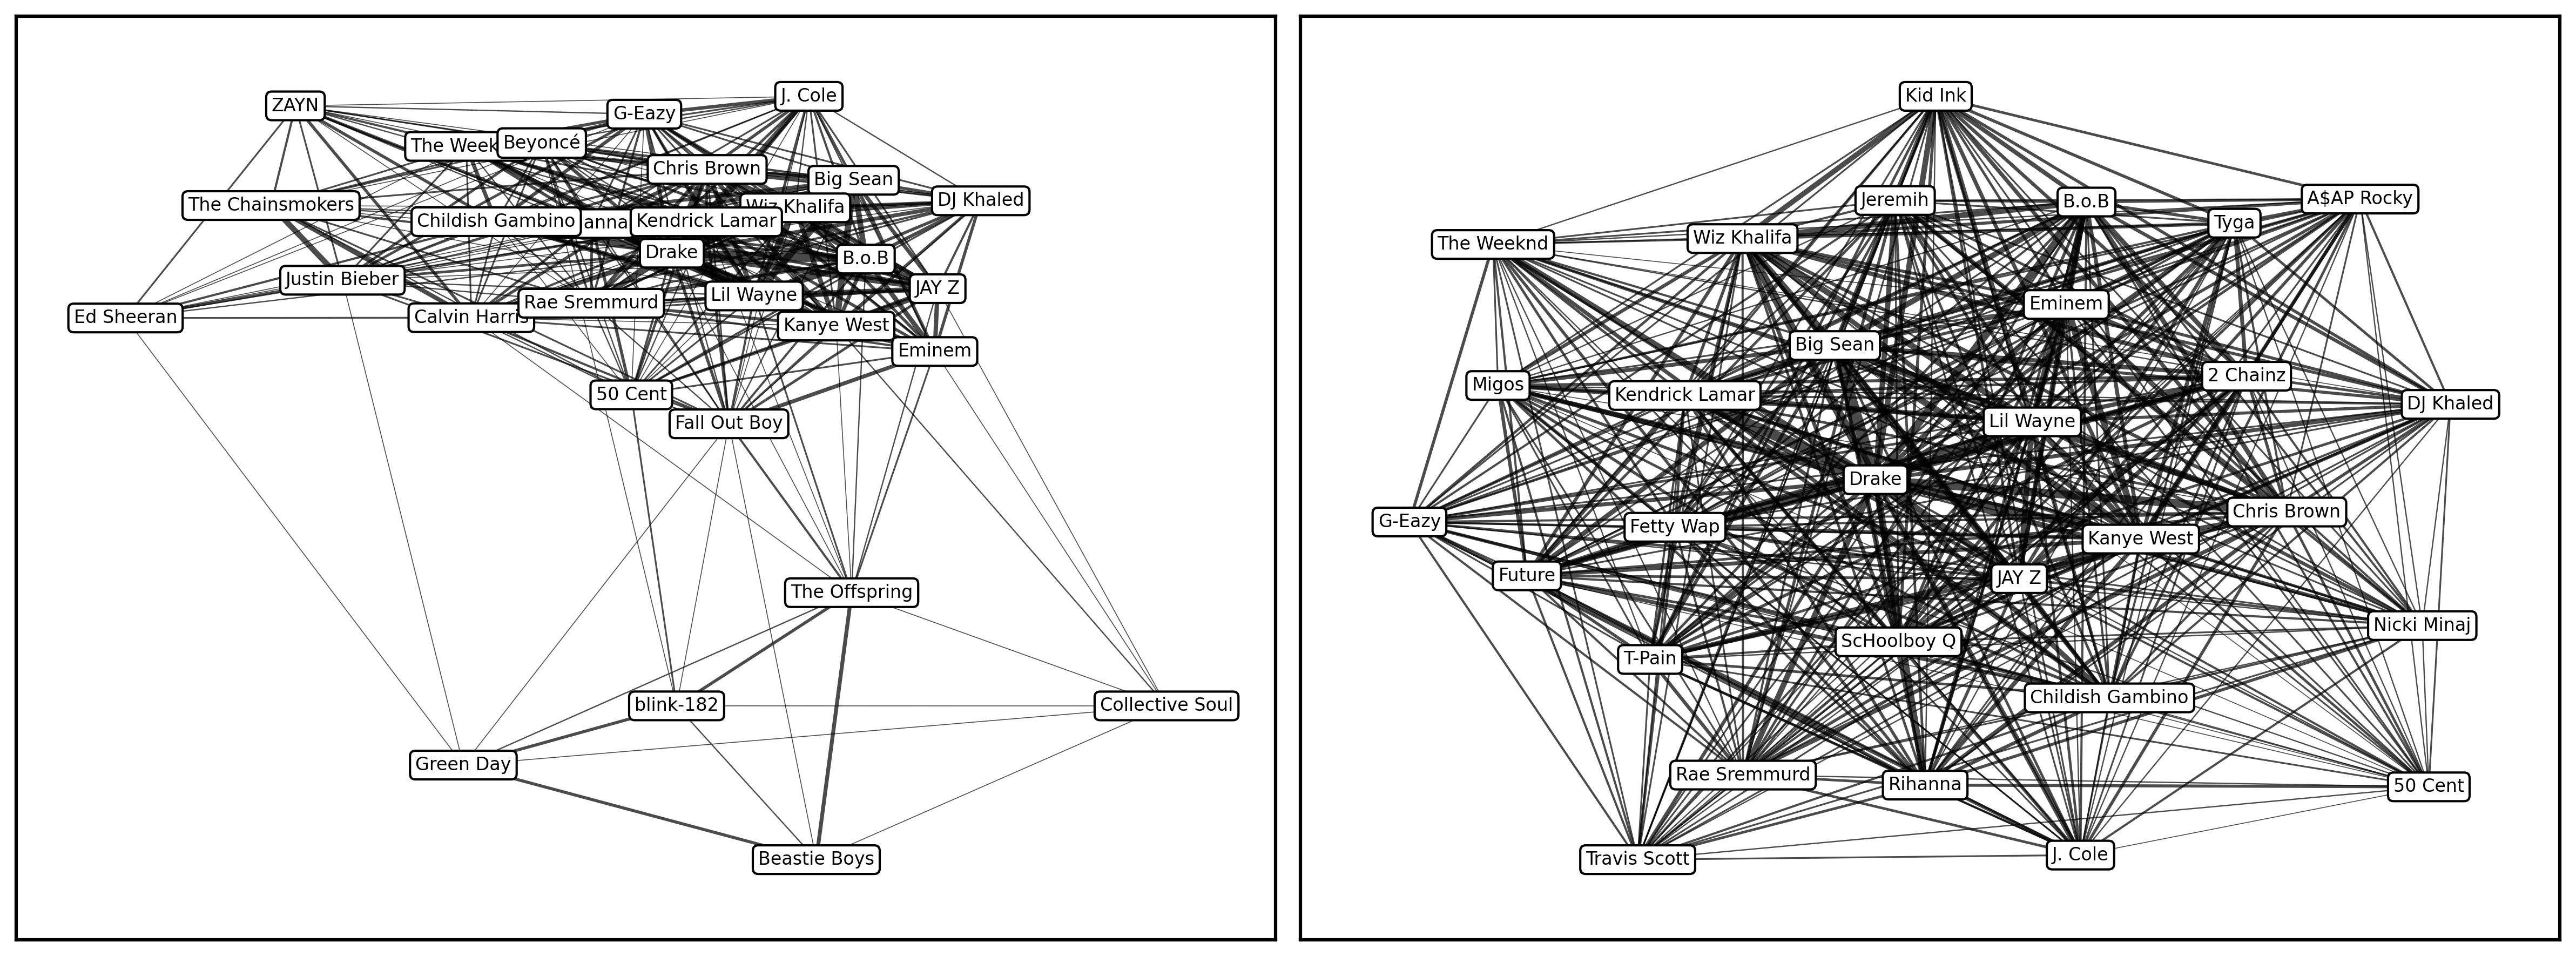 ZAYN
J. Cole
G-Eazy
The Week
Beyoncé
Chris Brown
Big Sean
DJ Khaled
The Chainsmokers
Wiz Khalifa
Childish Gambino
anna
Kendrick Lamar
Drake
B.o.B
Justin Bieber
JAY Z
Lil Wayne
Rae Sremmurd
Ed Sheeran
Calvin Harris
Kanye West
Eminem
50 Cent
Fall Out Boy
The Offspring
blink-182
Collective Soul
Green Day
Beastie Boys
Kid Ink
Jeremih
B.o.B
A$AP Rocky
Tyga
The Weeknd
Wiz Khalifa
Eminem
Big Sean
2 Chainz
Migos
Kendrick Lamar
DJ Khaled
Lil Wayne
Drake
Chris Brown
G-Eazy
Fetty Wap
Kanye West
Future
JAY Z
Nicki Minaj
ScHoolboy Q
T-Pain
Childish Gambino
Rae Sremmurd
Rihanna
50 Cent
Travis Scott
J. Cole